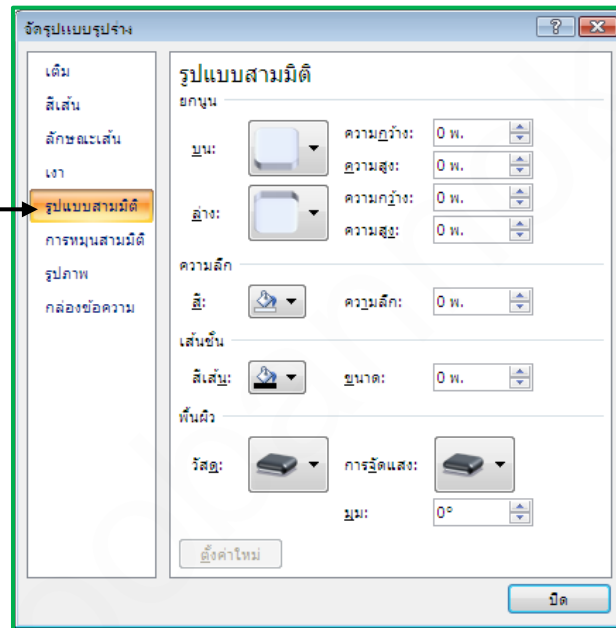 จัดรูปแบบรูปร่าง
เติม
สีเส้น
ลักษณะเส้น
เงา
รูปแบบสามมิติ
การหมุนสามมิติ
รูปภาพ
กล่องข้อความ
รูปแบบสามมิติ
ยกนูน
บน: ความกว้าง: 0 พ.
ความสูง: 0 พ.
ล่าง: ความกว้าง: 0 พ.
ความสูง: 0 พ.
ความลึก
สี: ความลึก: 0 พ.
เส้นชั้น
สีเส้น: ขนาด: 0 พ.
พื้นผิว
วัสดุ: การจัดแสง:
มุม: 0°
ตั้งค่าใหม่
ปิด